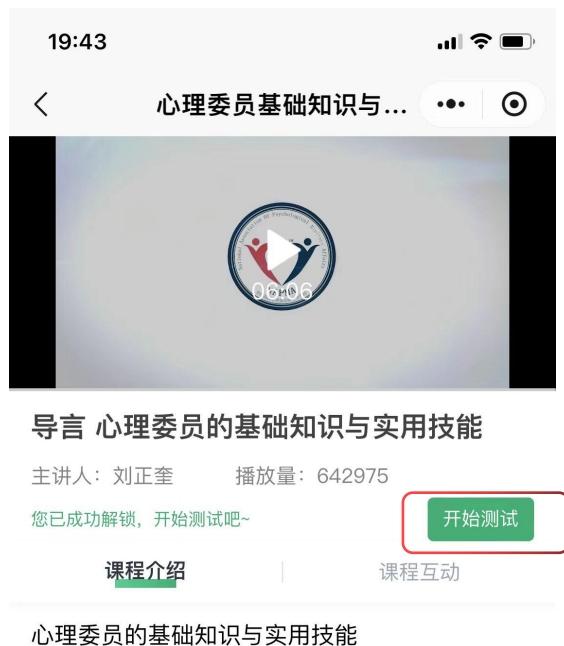 19:43
心理委员基础知识与...
06:06
导言 心理委员的基础知识与实用技能
主讲人：刘正奎 播放量：642975
您已成功解锁，开始测试吧~ 开始测试
课程介绍 课程互动
心理委员的基础知识与实用技能